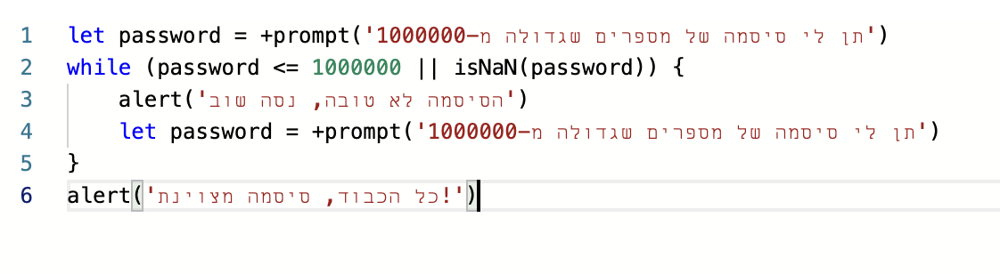 1 let password = +prompt('תן לי סיסמה של מספרים שגדולה מ-1000000')
2 while (password <= 1000000 || isNaN(password)) {
3 alert('הסיסמה לא טובה, נסה שוב')
4 let password = +prompt('תן לי סיסמה של מספרים שגדולה מ-1000000')
5 }
6 alert('כל הכבוד, סיסמה מצוינת!')